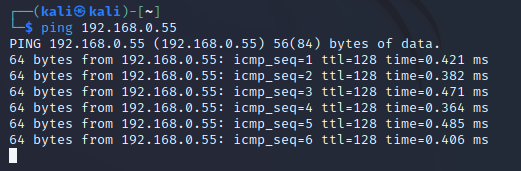 ┌──(kali㉿kali)-[~]
└─$ ping 192.168.0.55
PING 192.168.0.55 (192.168.0.55) 56(84) bytes of data.
64 bytes from 192.168.0.55: icmp_seq=1 ttl=128 time=0.421 ms
64 bytes from 192.168.0.55: icmp_seq=2 ttl=128 time=0.382 ms
64 bytes from 192.168.0.55: icmp_seq=3 ttl=128 time=0.471 ms
64 bytes from 192.168.0.55: icmp_seq=4 ttl=128 time=0.364 ms
64 bytes from 192.168.0.55: icmp_seq=5 ttl=128 time=0.485 ms
64 bytes from 192.168.0.55: icmp_seq=6 ttl=128 time=0.406 ms